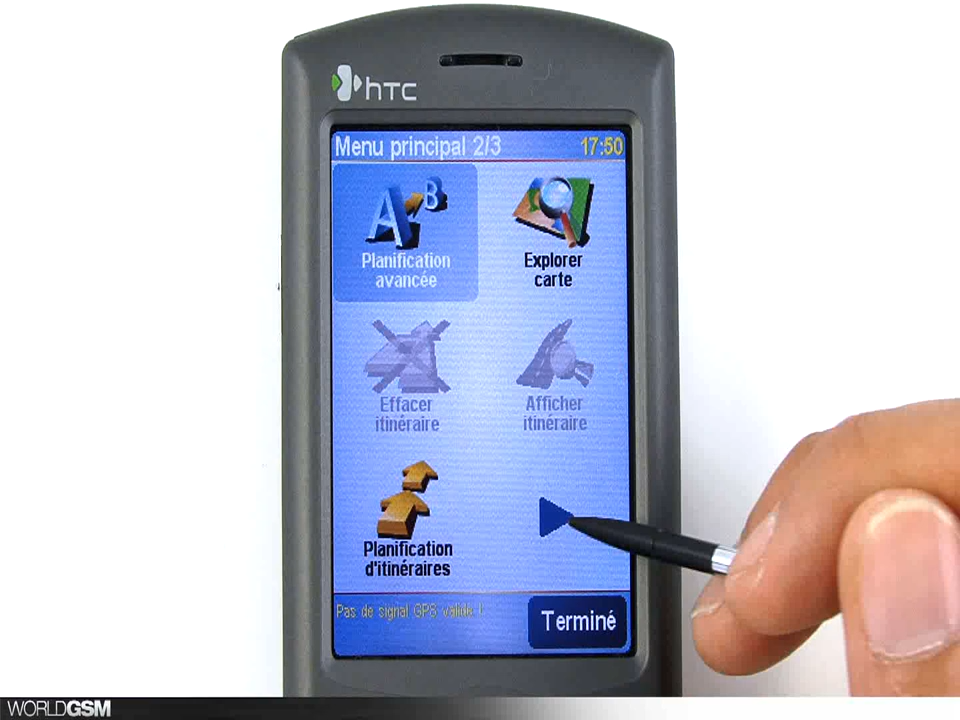 hTC
Menu principal 2/3 17:50
A B
Planification
avancée
Explorer
carte
Effacer
itinéraire
Afficher
itinéraire
Planification
d'itinéraires
Pas de signal GPS valide !
Terminé
WORLDGSM